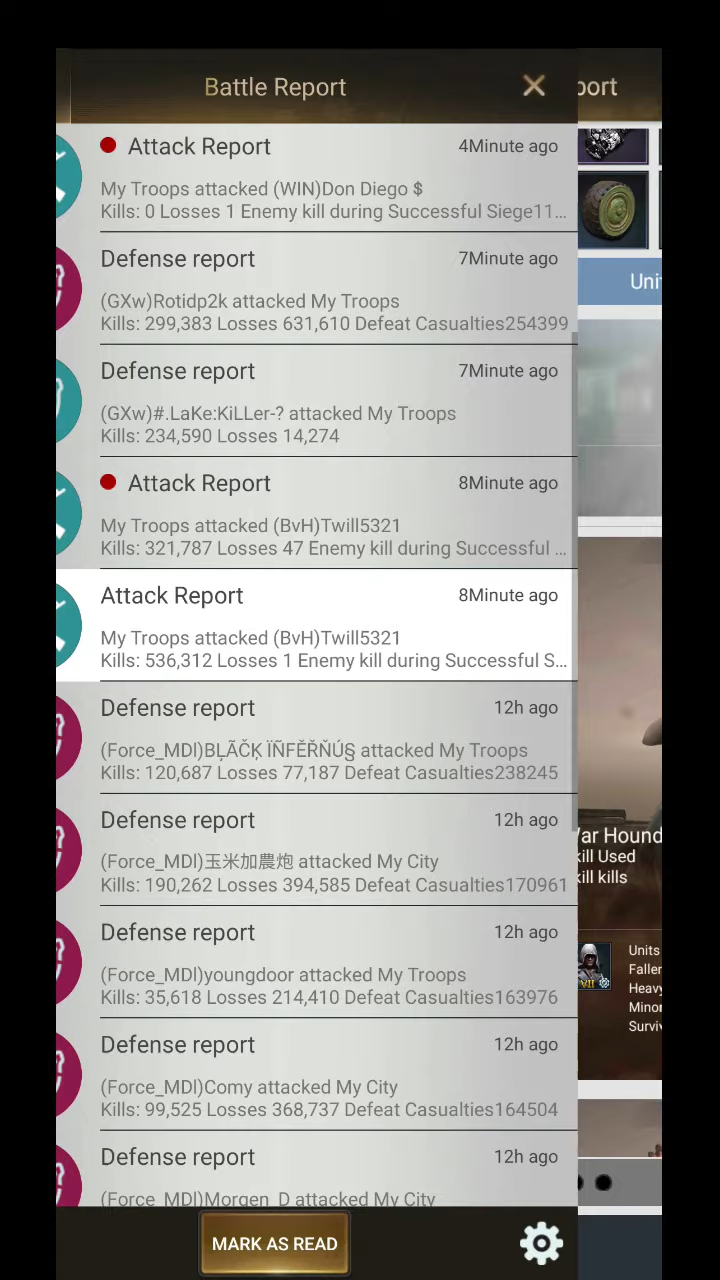 Battle Report
port
Attack Report 4Minute ago
My Troops attacked (WIN)Don Diego $
Kills: 0 Losses 1 Enemy kill during Successful Siege11...
Defense report 7Minute ago
(GXw)Rotidp2k attacked My Troops
Kills: 299,383 Losses 631,610 Defeat Casualties254399
Defense report 7Minute ago
(GXw)#.LaKe:KiLLer-? attacked My Troops
Kills: 234,590 Losses 14,274
Attack Report 8Minute ago
My Troops attacked (BvH)Twill5321
Kills: 321,787 Losses 47 Enemy kill during Successful ...
Attack Report 8Minute ago
My Troops attacked (BvH)Twill5321
Kills: 536,312 Losses 1 Enemy kill during Successful S...
Defense report 12h ago
(Force_MDI)BĻÃČĶ ÏÑFĔŘŇÚ§ attacked My Troops
Kills: 120,687 Losses 77,187 Defeat Casualties238245
Defense report 12h ago
(Force_MDI)玉米加農炮 attacked My City
Kills: 190,262 Losses 394,585 Defeat Casualties170961
Defense report 12h ago
(Force_MDI)youngdoor attacked My Troops
Kills: 35,618 Losses 214,410 Defeat Casualties163976
Defense report 12h ago
(Force_MDI)Comy attacked My City
Kills: 99,525 Losses 368,737 Defeat Casualties164504
Defense report 12h ago
(Force_MDI)Morgen_D attacked My City
MARK AS READ
Uni
ar Hound
kill Used
kill kills
VII
Units
Faller
Heavy
Minor
Surviv